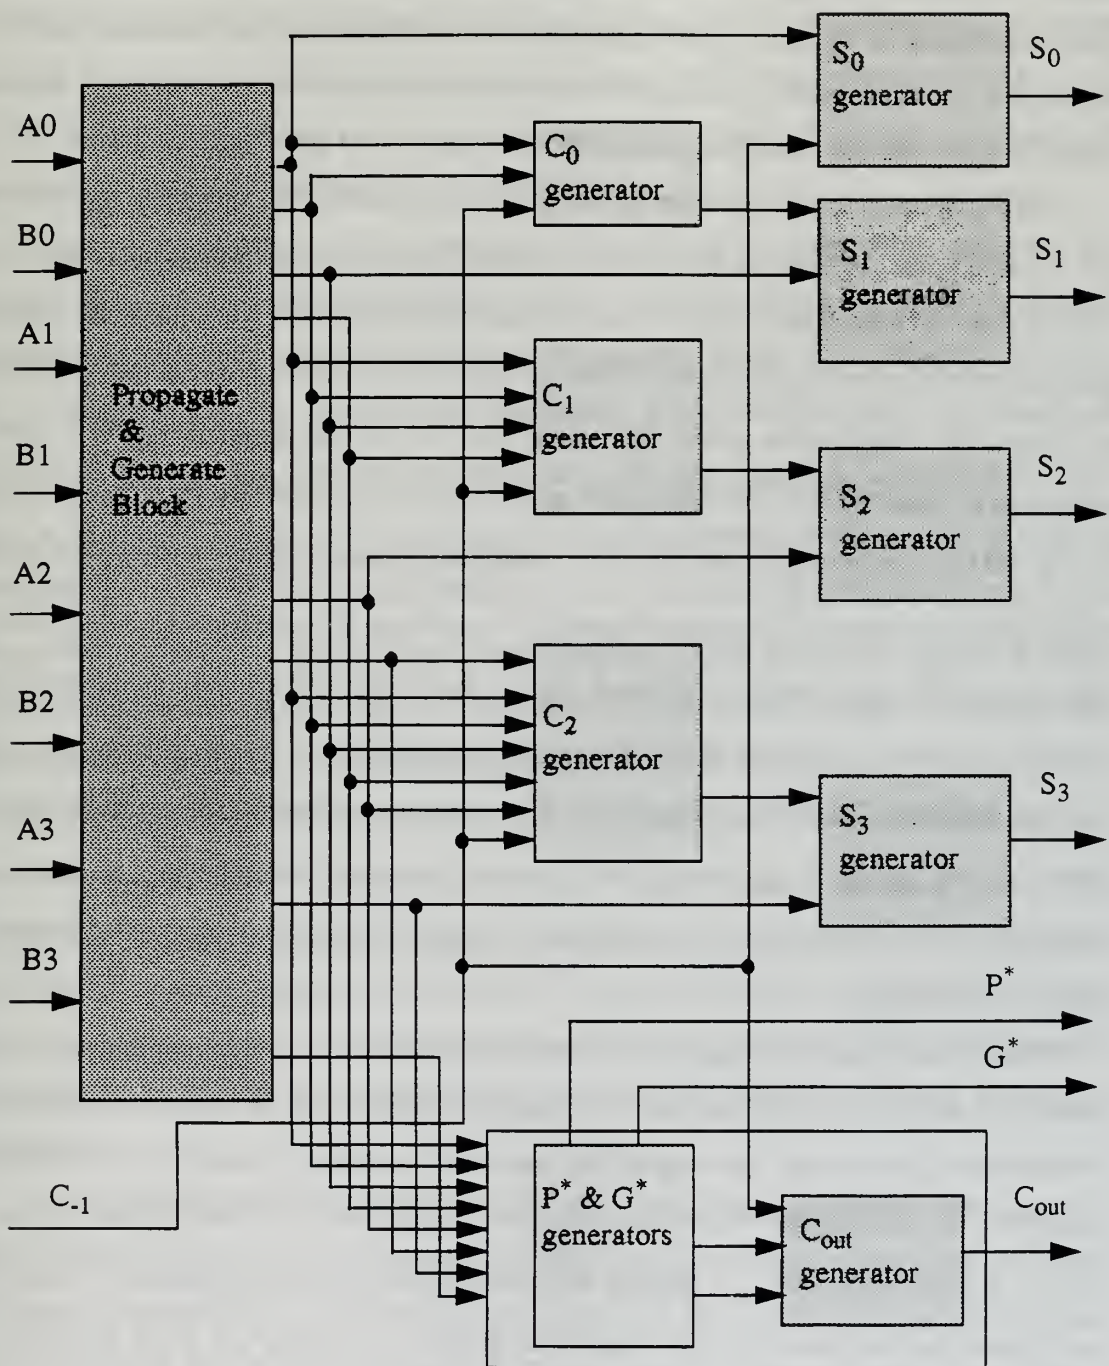 A0
B0
A1
B1
A2
B2
A3
B3
C-1
Propagate
&
Generate
Block
C0
generator
C1
generator
C2
generator
S0
generator
S1
generator
S2
generator
S3
generator
S0
S1
S2
S3
P*
G*
P* & G*
generators
Cout
generator
Cout